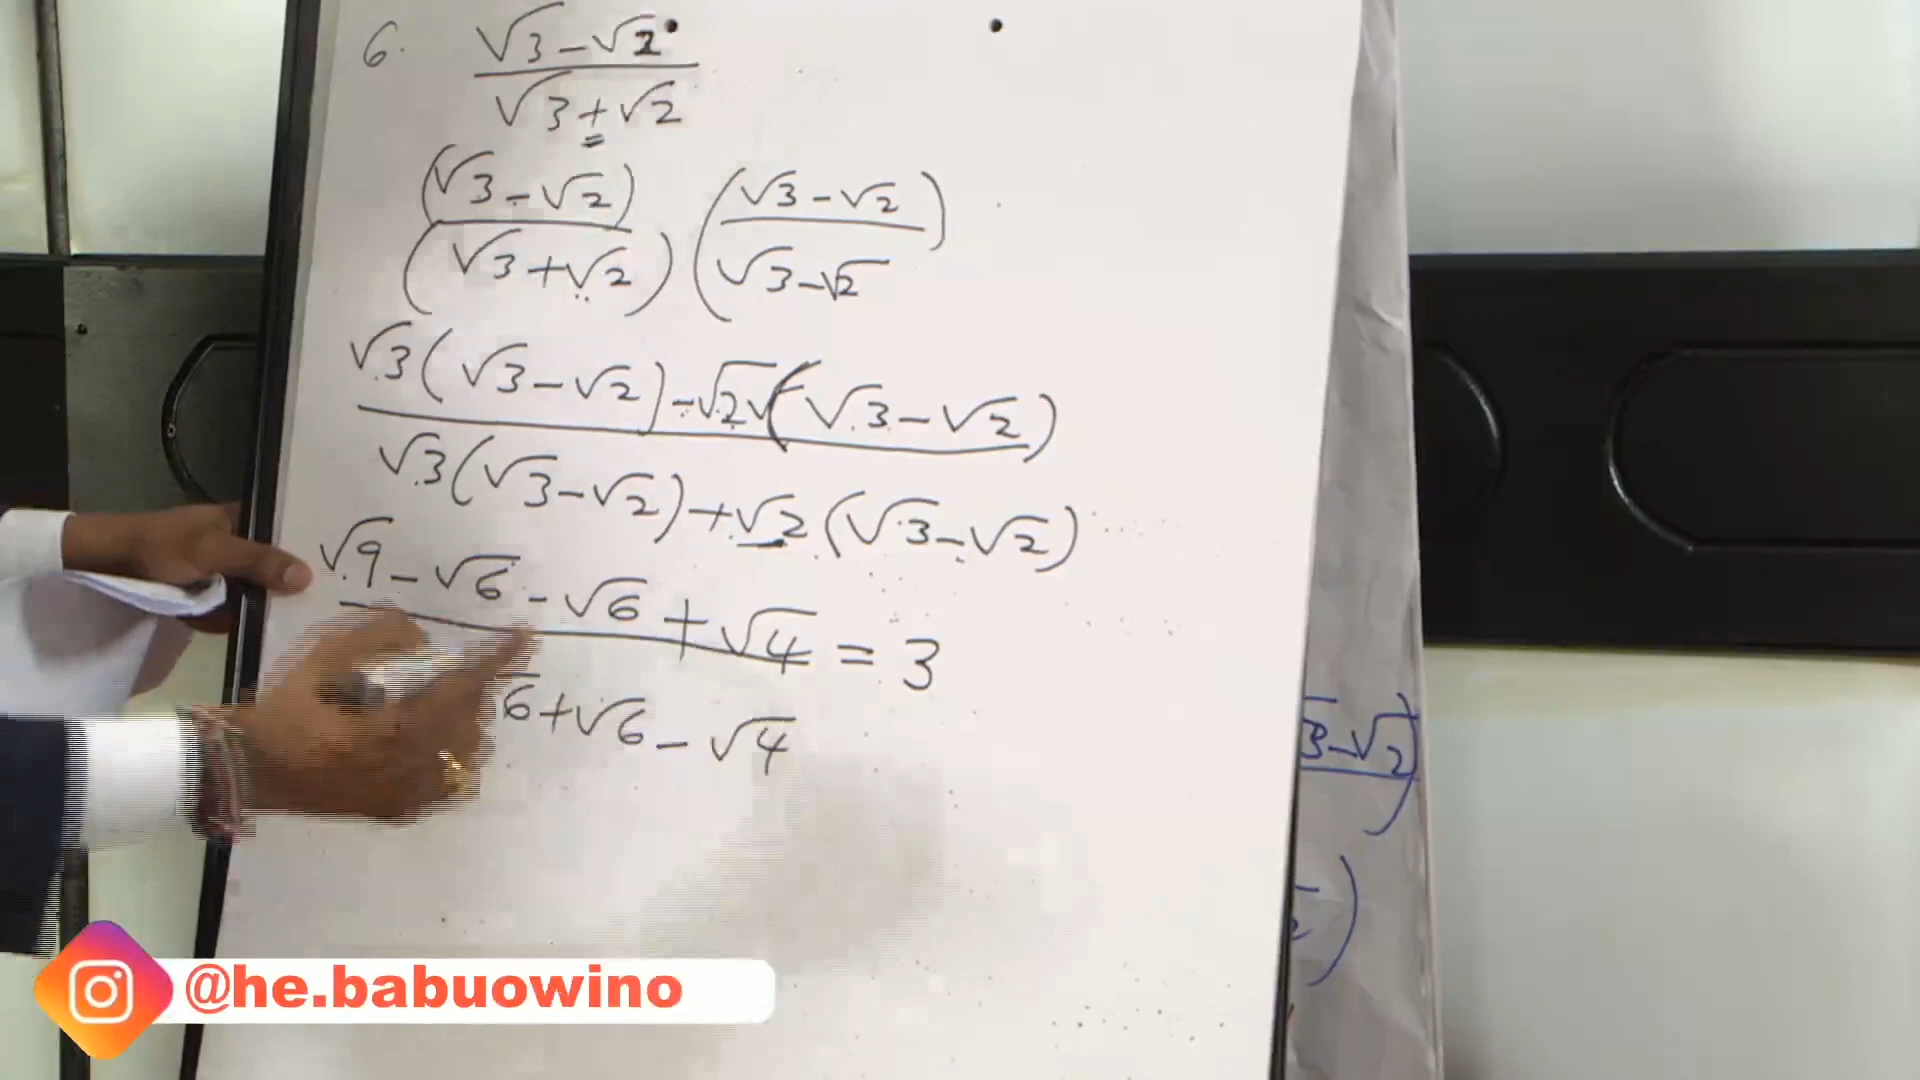 6. √3 - √2
√3 + √2
(√3 - √2) (√3 - √2)
(√3 + √2) (√3 - √2
√3(√3 - √2) - √2√(√3 - √2)
√3(√3 - √2) + √2(√3 - √2)
√9 - √6 - √6 + √4 = 3
6 + √6 - √4
3 - √2)
@he.babuowino